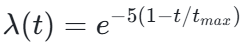 λ(t) = e^{-5(1-t/t_{max})}